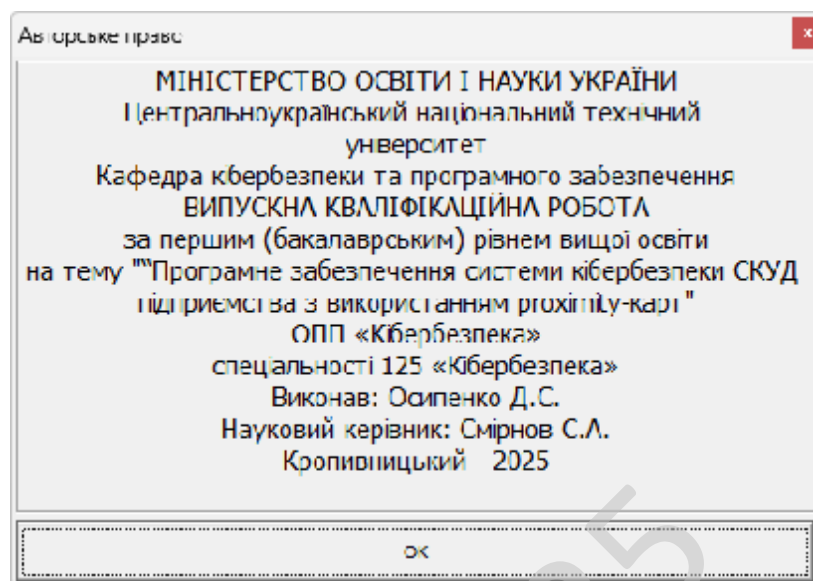 Авторське право
МІНІСТЕРСТВО ОСВІТИ І НАУКИ УКРАЇНИ
Центральноукраїнський національний технічний
університет
Кафедра кібербезпеки та програмного забезпечення
ВИПУСКНА КВАЛІФІКАЦІЙНА РОБОТА
за першим (бакалаврським) рівнем вищої освіти
на тему "“Програмне забезпечення системи кібербезпеки СКУД
підприємства з використанням proximity-карт"
ОПП «Кібербезпека»
спеціальності 125 «Кібербезпека»
Виконав: Осипенко Д.С.
Науковий керівник: Смірнов С.А.
Кропивницький 2025
ОК